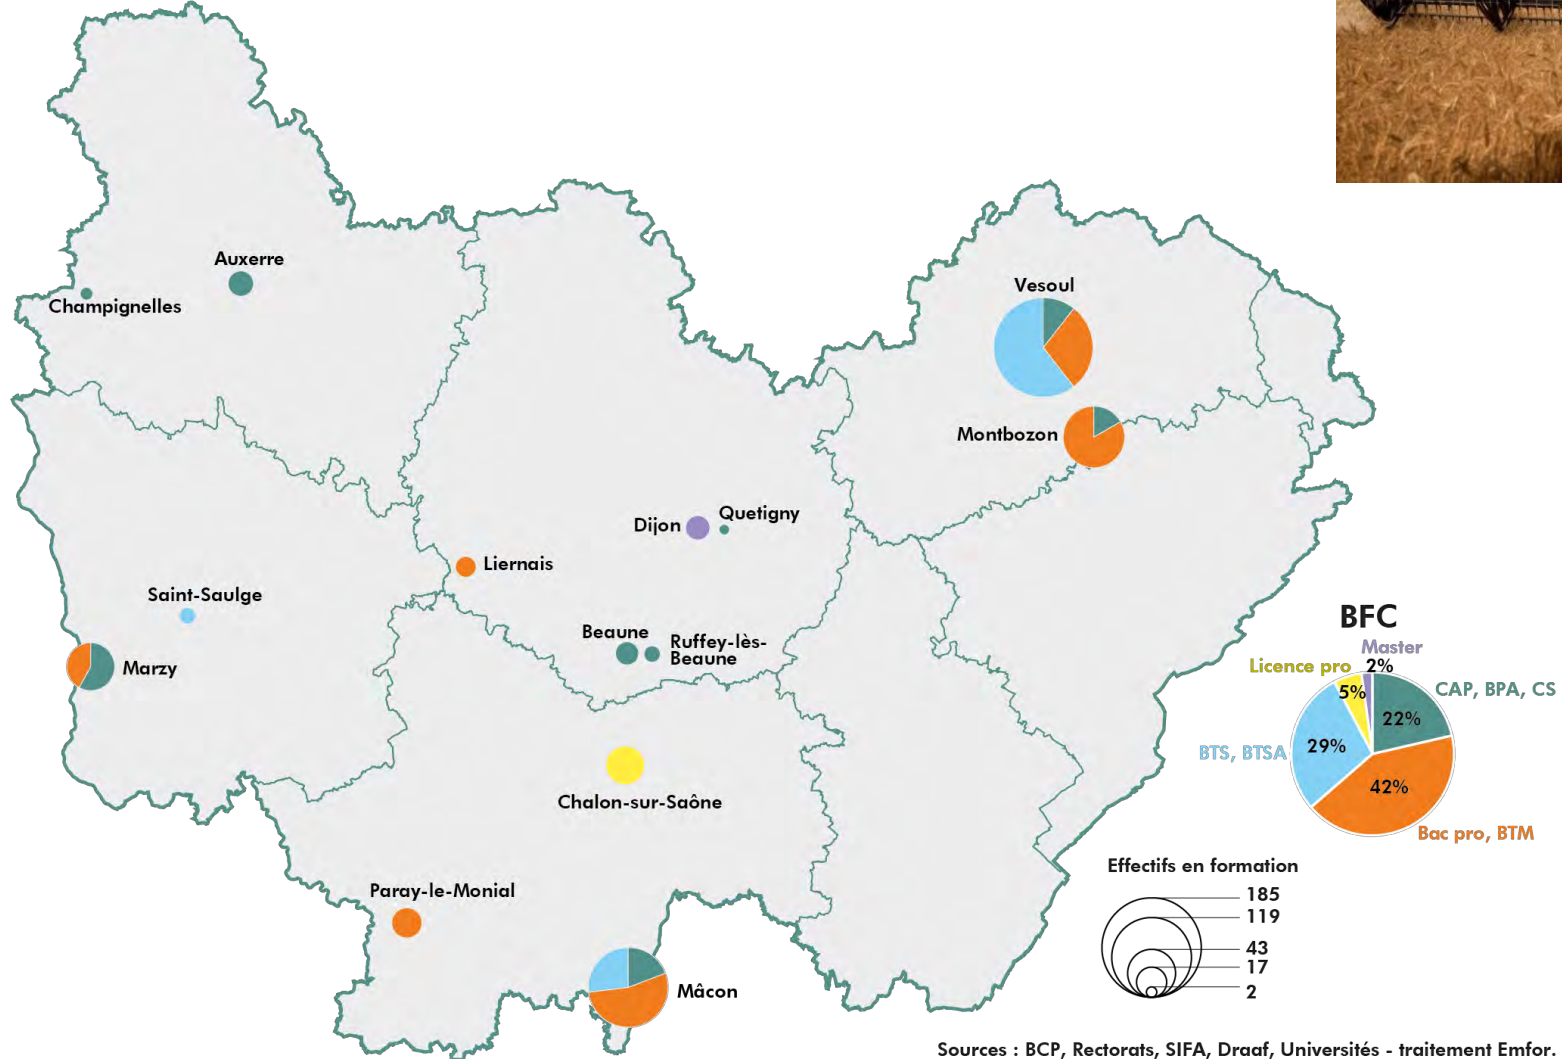 Auxerre
Champignelles
Vesoul
Montbozon
Dijon
Quetigny
Liernais
Saint-Saulge
Marzy
Beaune
Ruffey-lès-
Beaune
Chalon-sur-Saône
Paray-le-Monial
Mâcon
BFC
Master
2%
Licence pro
5%
CAP, BPA, CS
22%
BTS, BTSA
29%
42%
Bac pro, BTM
Effectifs en formation
185
119
43
17
2
Sources : BCP, Rectorats, SIFA, Draaf, Universités - traitement Emfor.